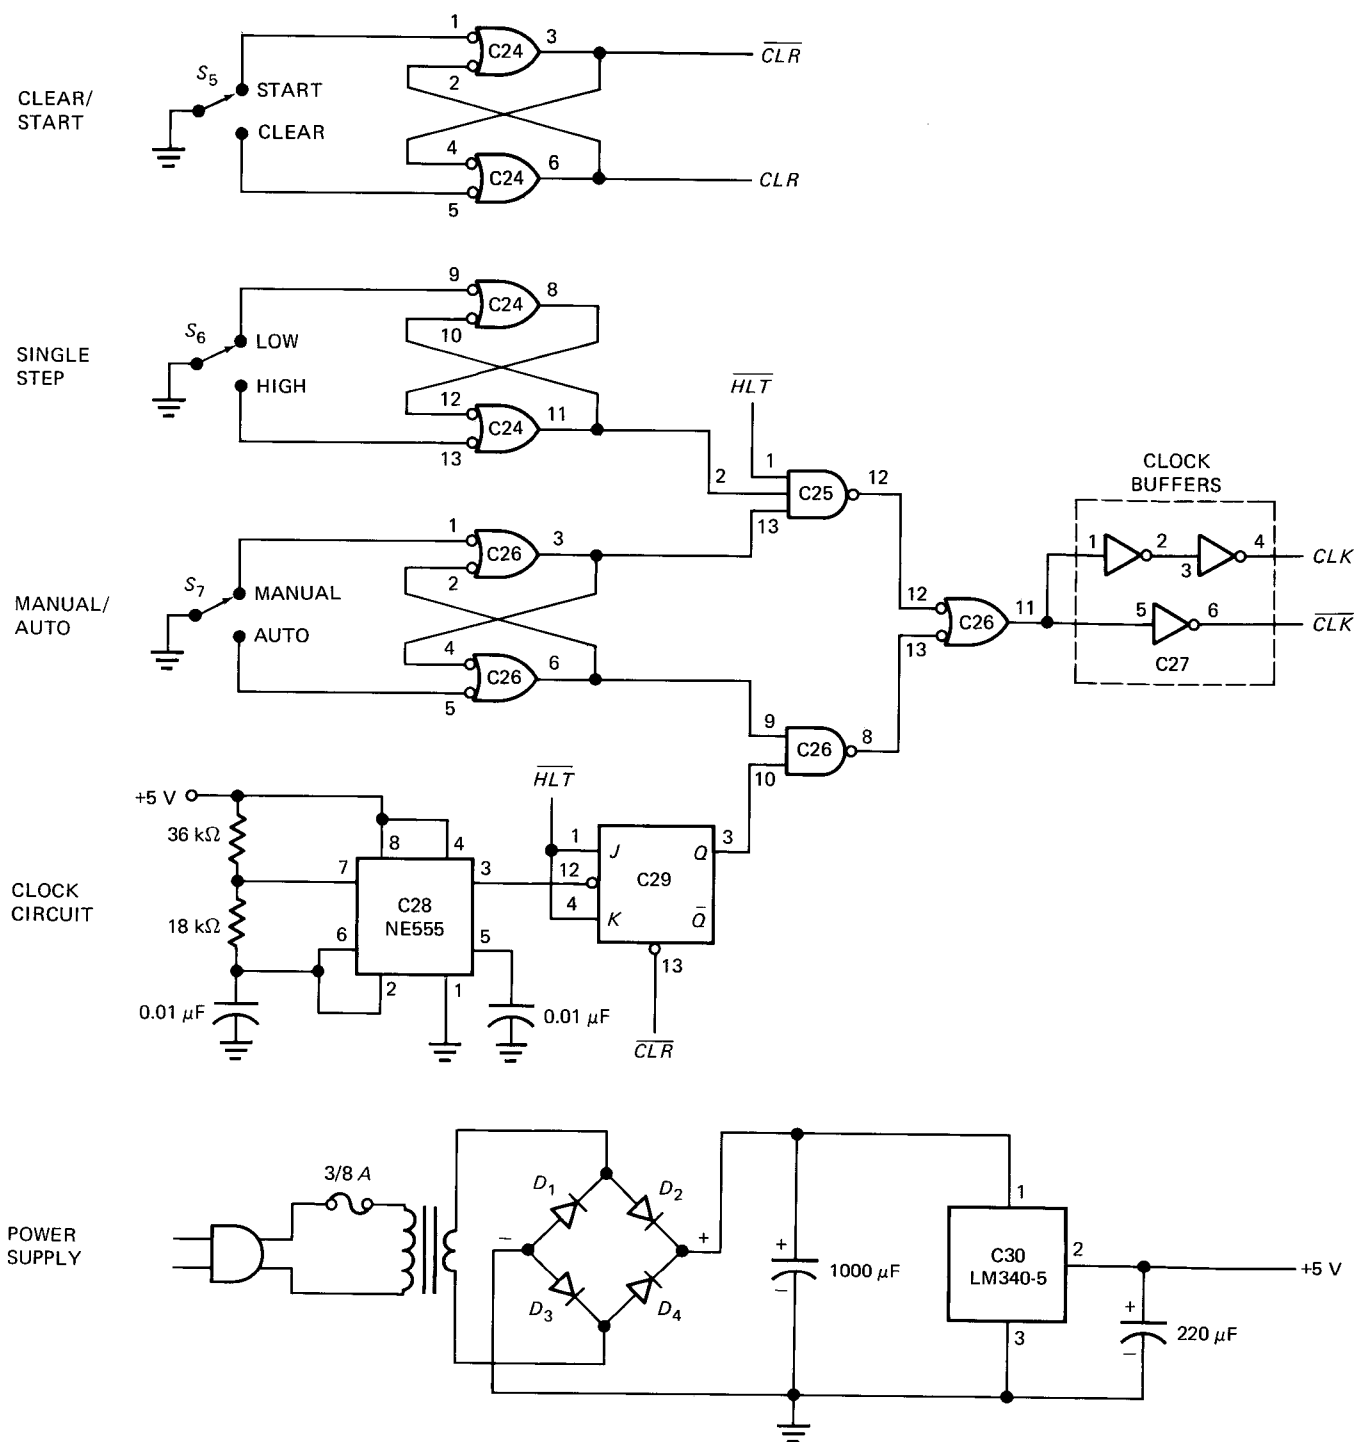 CLEAR/
START
S5
START
CLEAR
1
2
C24
3
CLR
4
5
C24
6
CLR
SINGLE
STEP
S6
LOW
HIGH
9
10
C24
8
12
13
C24
11
HLT
1
2
13
C25
12
MANUAL/
AUTO
S7
MANUAL
AUTO
1
2
C26
3
4
5
C26
6
9
10
C26
8
12
13
C26
11
CLOCK
BUFFERS
1
2
3
4
CLK
5
6
CLK
C27
CLOCK
CIRCUIT
+5 V
36 kΩ
18 kΩ
0.01 μF
7
8
4
3
6
2
1
5
C28
NE555
0.01 μF
HLT
1
12
4
J
K
C29
Q
Q̄
3
13
CLR
POWER
SUPPLY
3/8 A
D1
D2
D3
D4
−
+
+
−
1000 μF
1
C30
LM340-5
2
3
+5 V
+
−
220 μF